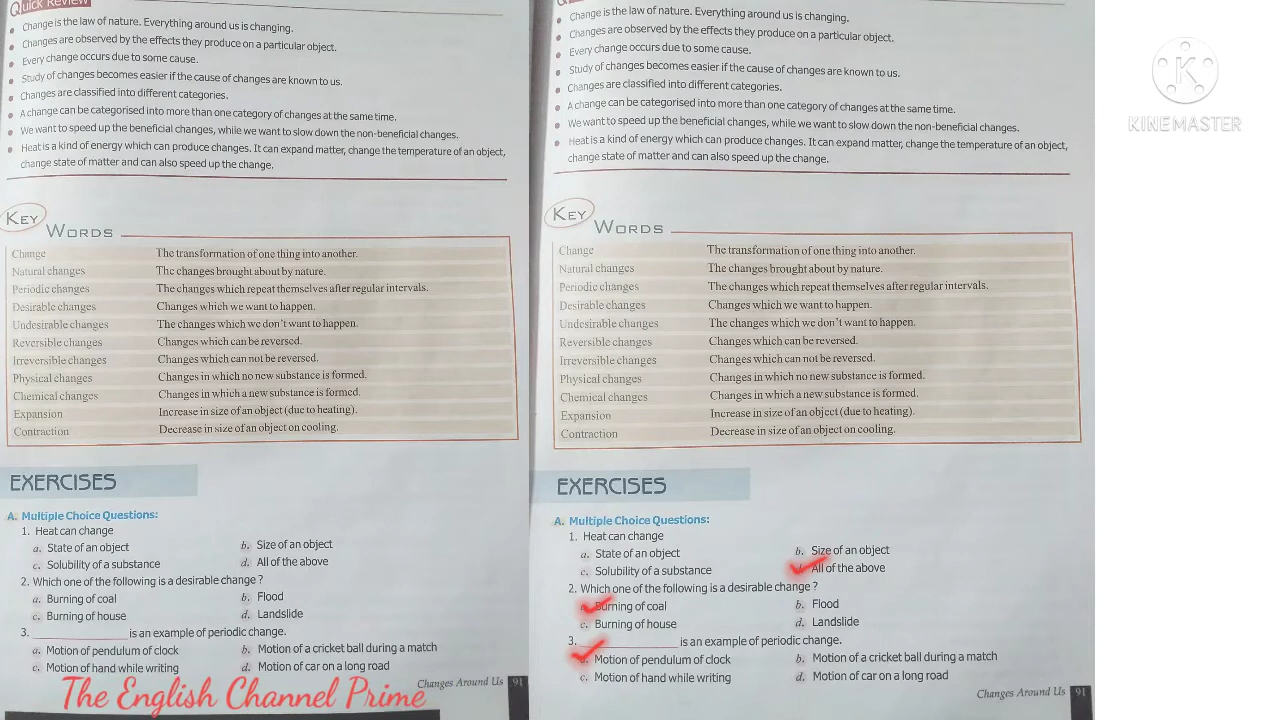 Quick Review
Change is the law of nature. Everything around us is changing.
Changes are observed by the effects they produce on a particular object.
Every change occurs due to some cause.
Study of changes becomes easier if the cause of changes are known to us.
Changes are classified into different categories.
A change can be categorised into more than one category of changes at the same time.
We want to speed up the beneficial changes, while we want to slow down the non-beneficial changes.
Heat is a kind of energy which can produce changes. It can expand matter, change the temperature of an object,
change state of matter and can also speed up the change.
KEY WORDS
Change The transformation of one thing into another.
Natural changes The changes brought about by nature.
Periodic changes The changes which repeat themselves after regular intervals.
Desirable changes Changes which we want to happen.
Undesirable changes The changes which we don't want to happen.
Reversible changes Changes which can be reversed.
Irreversible changes Changes which can not be reversed.
Physical changes Changes in which no new substance is formed.
Chemical changes Changes in which a new substance is formed.
Expansion Increase in size of an object (due to heating).
Contraction Decrease in size of an object on cooling.
EXERCISES
A. Multiple Choice Questions:
1. Heat can change
a. State of an object b. Size of an object
c. Solubility of a substance d. All of the above
2. Which one of the following is a desirable change ?
a. Burning of coal b. Flood
c. Burning of house d. Landslide
3. ____________ is an example of periodic change.
a. Motion of pendulum of clock b. Motion of a cricket ball during a match
c. Motion of hand while writing d. Motion of car on a long road
Changes Around Us 91
The English Channel Prime
Change is the law of nature. Everything around us is changing.
Changes are observed by the effects they produce on a particular object.
Every change occurs due to some cause.
Study of changes becomes easier if the cause of changes are known to us.
Changes are classified into different categories.
A change can be categorised into more than one category of changes at the same time.
We want to speed up the beneficial changes, while we want to slow down the non-beneficial changes.
Heat is a kind of energy which can produce changes. It can expand matter, change the temperature of an object,
change state of matter and can also speed up the change.
KEY WORDS
Change The transformation of one thing into another.
Natural changes The changes brought about by nature.
Periodic changes The changes which repeat themselves after regular intervals.
Desirable changes Changes which we want to happen.
Undesirable changes The changes which we don't want to happen.
Reversible changes Changes which can be reversed.
Irreversible changes Changes which can not be reversed.
Physical changes Changes in which no new substance is formed.
Chemical changes Changes in which a new substance is formed.
Expansion Increase in size of an object (due to heating).
Contraction Decrease in size of an object on cooling.
EXERCISES
A. Multiple Choice Questions:
1. Heat can change
a. State of an object b. Size of an object
c. Solubility of a substance All of the above
2. Which one of the following is a desirable change ?
a. Burning of coal b. Flood
c. Burning of house d. Landslide
3. ____________ is an example of periodic change.
a. Motion of pendulum of clock b. Motion of a cricket ball during a match
c. Motion of hand while writing d. Motion of car on a long road
Changes Around Us 91
K
KINEMASTER